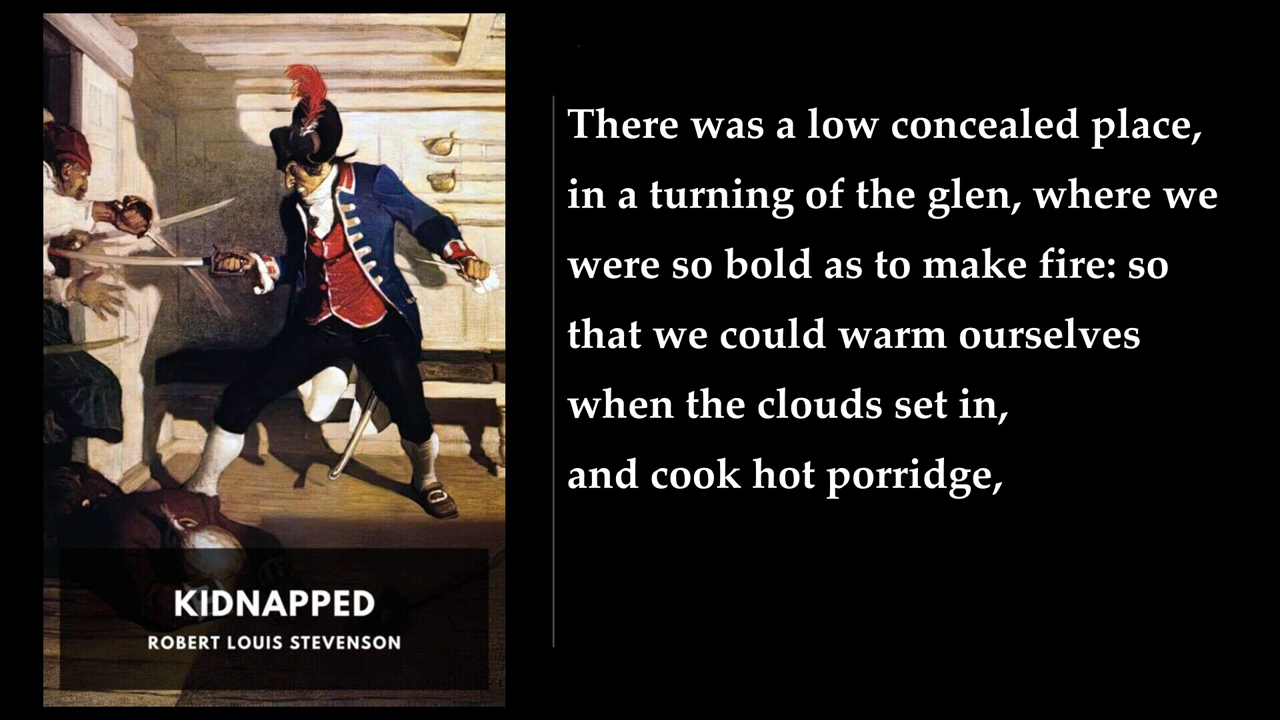 There was a low concealed place,
in a turning of the glen, where we
were so bold as to make fire: so
that we could warm ourselves
when the clouds set in,
and cook hot porridge,
KIDNAPPED
ROBERT LOUIS STEVENSON